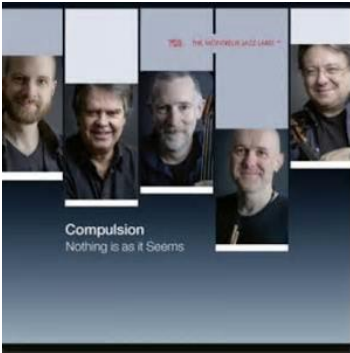 THE MONTREUX JAZZ LABEL
Compulsion
Nothing is as it Seems